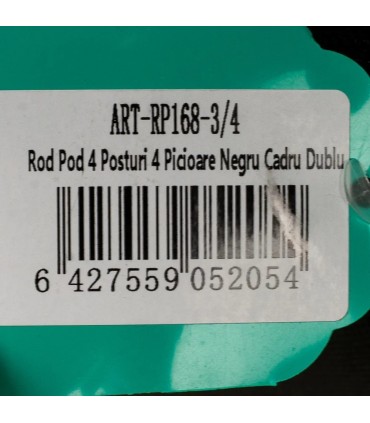 ART-RP168-3/4
Rod Pod 4 Posturi 4 Picioare Negru Cadru Dublu
6 427559 052054